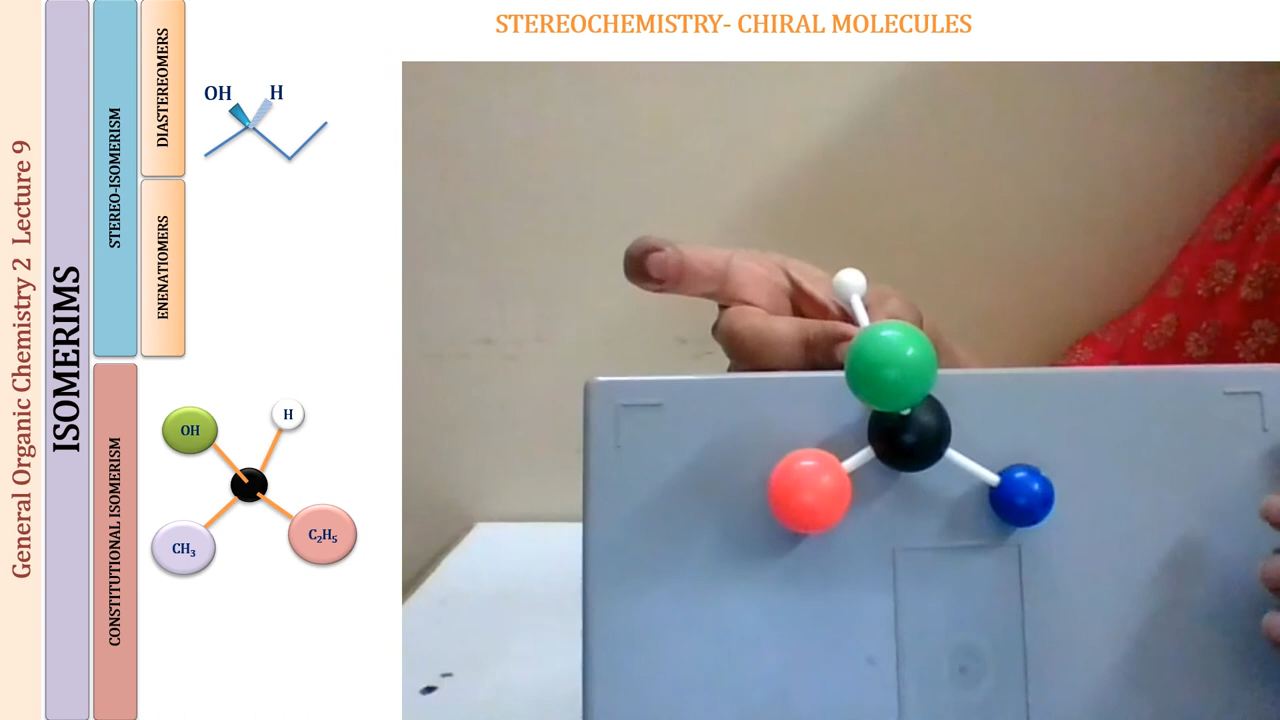 STEREOCHEMISTRY- CHIRAL MOLECULES
General Organic Chemistry 2 Lecture 9
ISOMERIMS
STEREO-ISOMERISM
DIASTEREOMERS
ENENATIOMERS
CONSTITUTIONAL ISOMERISM
OH H
OH H
CH₃ C₂H₅